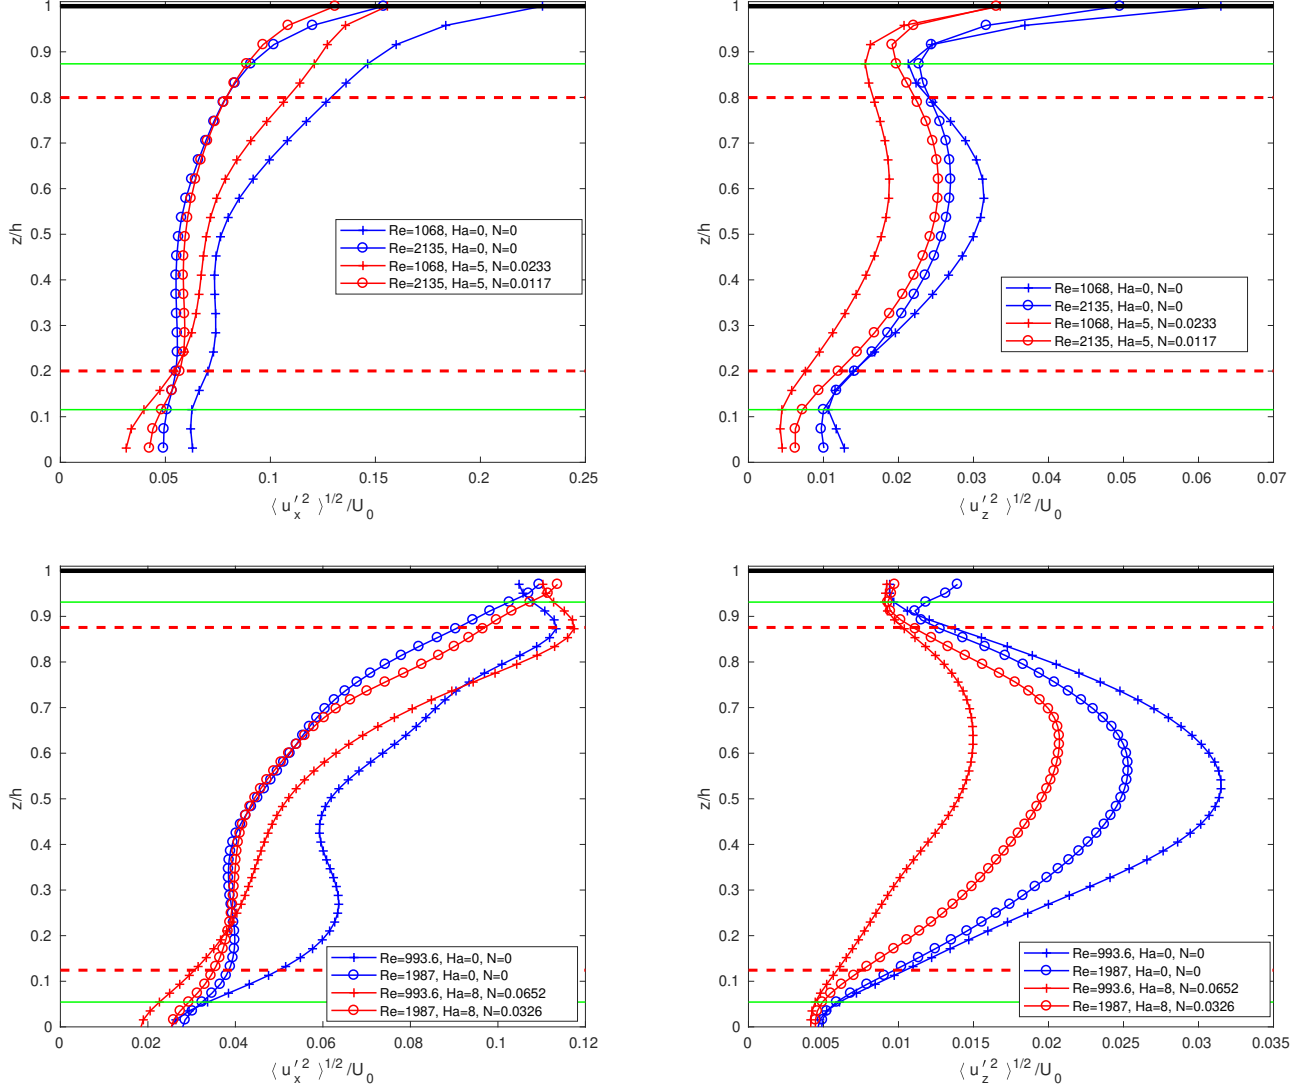 1
0.9
0.8
0.7
0.6
0.5
0.4
0.3
0.2
0.1
0
z/h
Re=1068, Ha=0, N=0
Re=2135, Ha=0, N=0
Re=1068, Ha=5, N=0.0233
Re=2135, Ha=5, N=0.0117
0 0.05 0.1 0.15 0.2 0.25
⟨ u′ₓ² ⟩^1/2 /U₀
1
0.9
0.8
0.7
0.6
0.5
0.4
0.3
0.2
0.1
0
z/h
Re=1068, Ha=0, N=0
Re=2135, Ha=0, N=0
Re=1068, Ha=5, N=0.0233
Re=2135, Ha=5, N=0.0117
0 0.01 0.02 0.03 0.04 0.05 0.06 0.07
⟨ u′_z² ⟩^1/2 /U₀
1
0.9
0.8
0.7
0.6
0.5
0.4
0.3
0.2
0.1
0
z/h
Re=993.6, Ha=0, N=0
Re=1987, Ha=0, N=0
Re=993.6, Ha=8, N=0.0652
Re=1987, Ha=8, N=0.0326
0 0.02 0.04 0.06 0.08 0.1 0.12
⟨ u′ₓ² ⟩^1/2 /U₀
1
0.9
0.8
0.7
0.6
0.5
0.4
0.3
0.2
0.1
0
z/h
Re=993.6, Ha=0, N=0
Re=1987, Ha=0, N=0
Re=993.6, Ha=8, N=0.0652
Re=1987, Ha=8, N=0.0326
0 0.005 0.01 0.015 0.02 0.025 0.03 0.035
⟨ u′_z² ⟩^1/2 /U₀